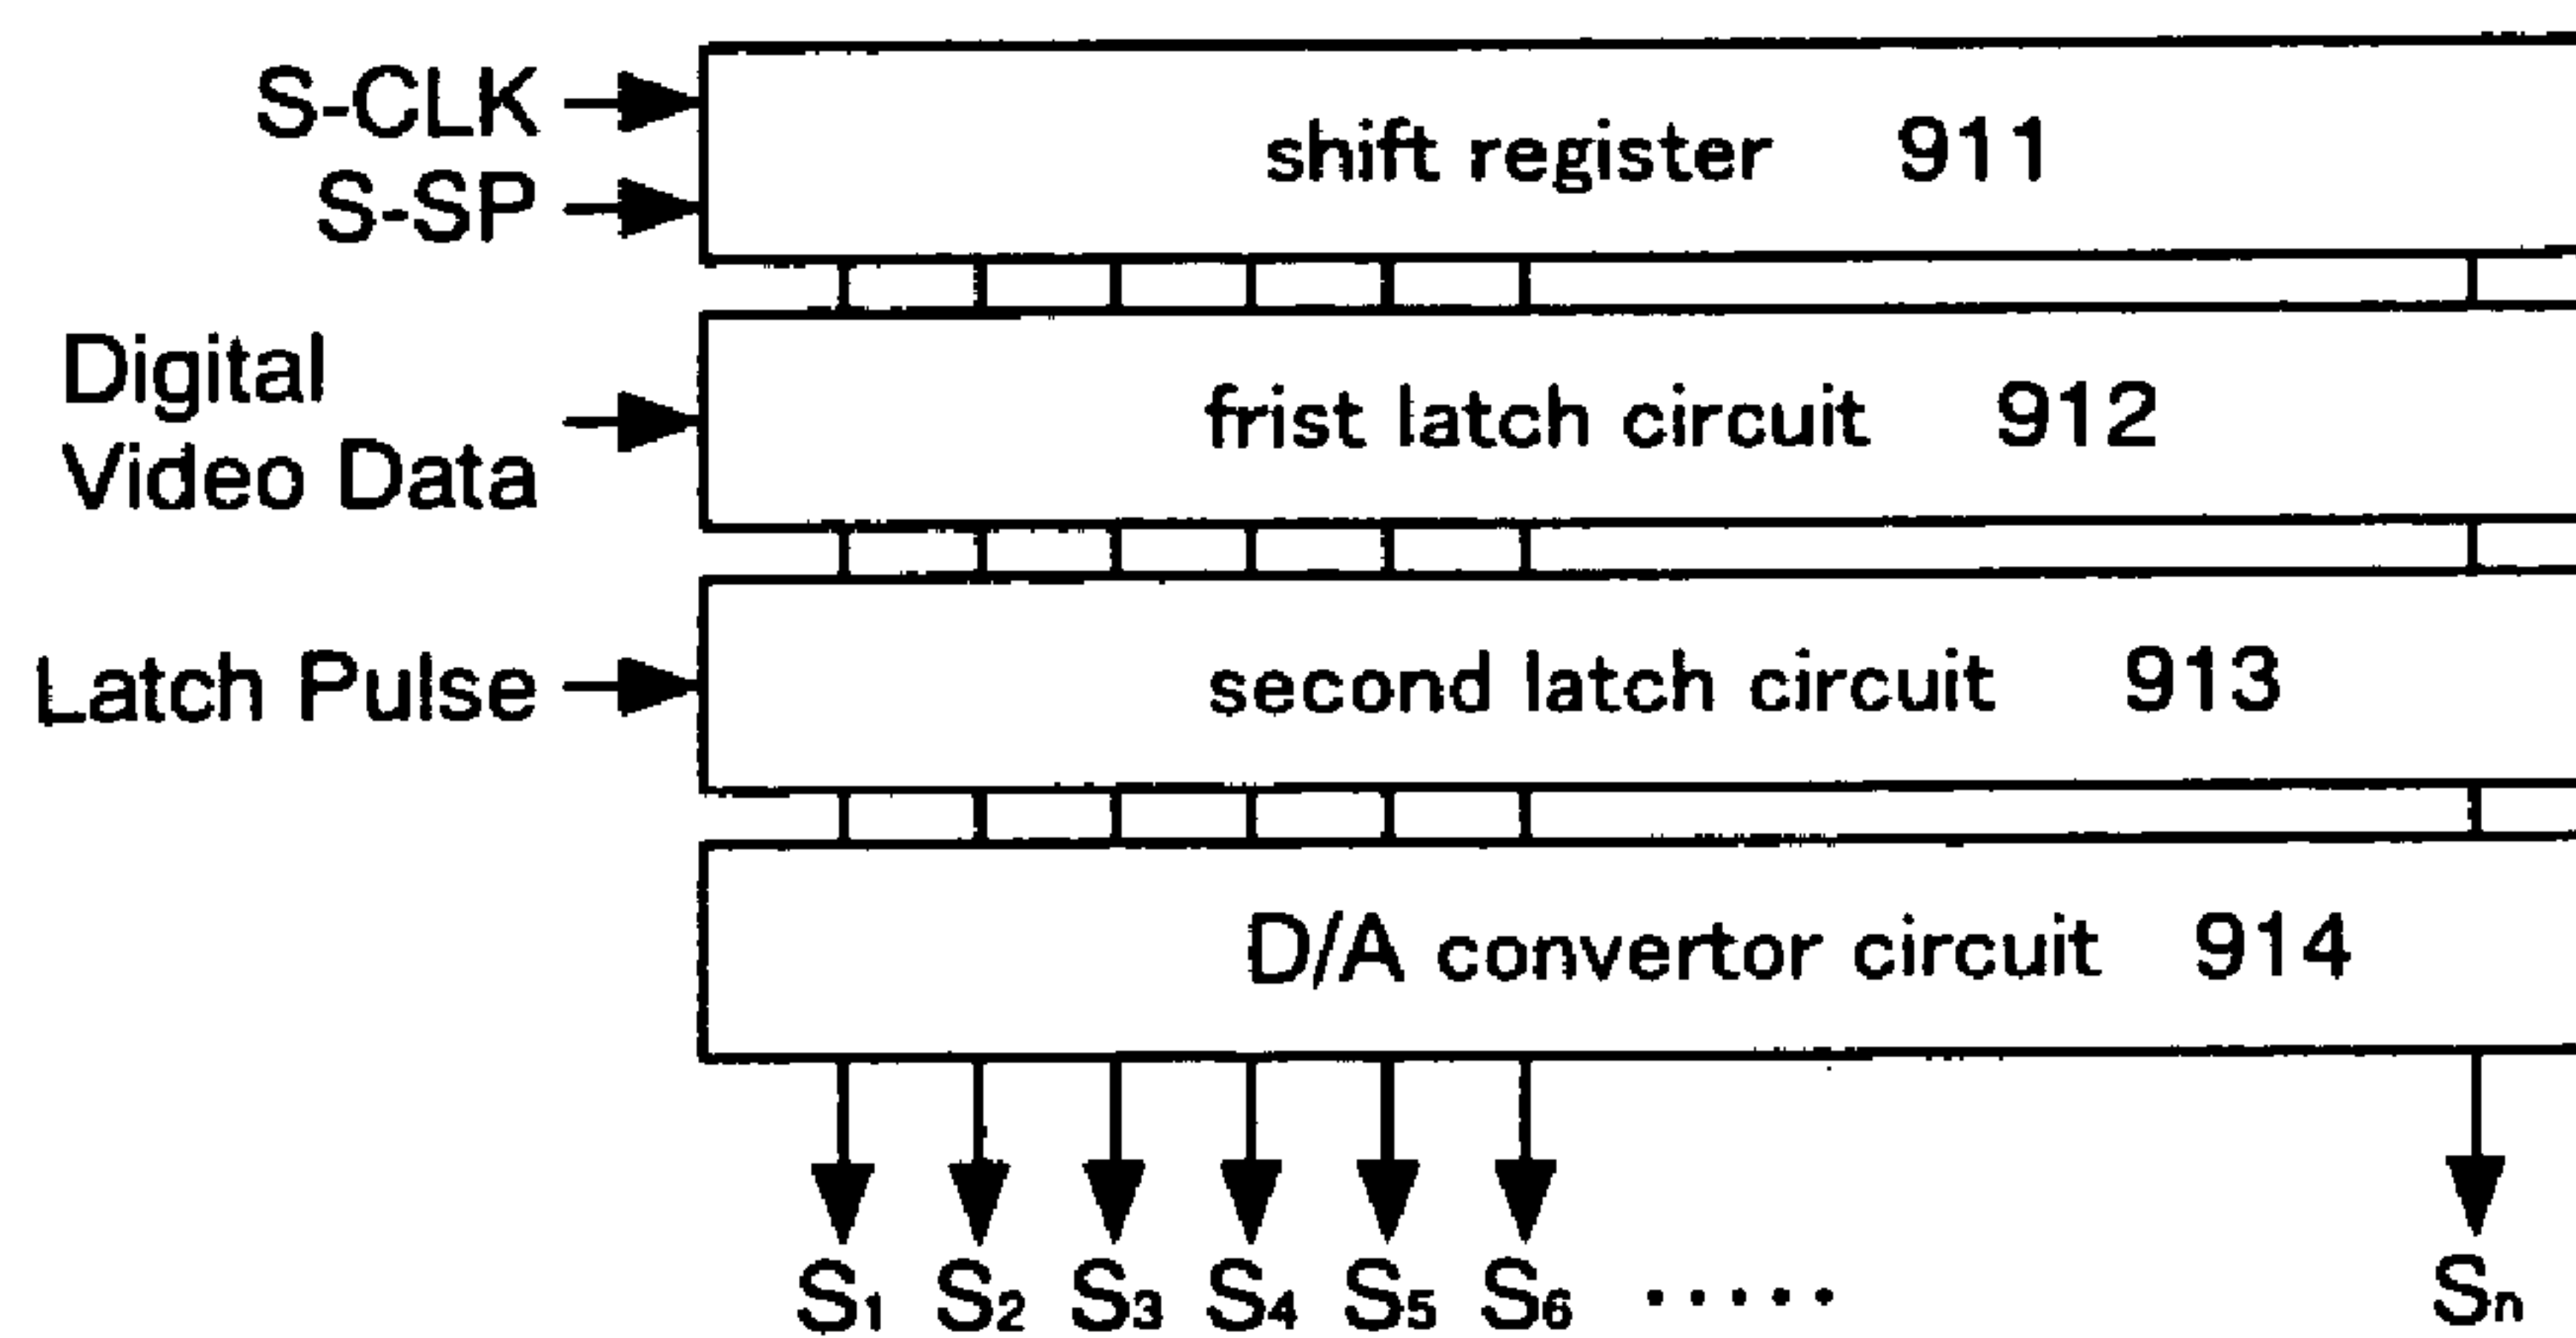 S-CLK
S-SP
shift register 911
Digital
Video Data
frist latch circuit 912
Latch Pulse
second latch circuit 913
D/A convertor circuit 914
S1 S2 S3 S4 S5 S6 ····· Sn